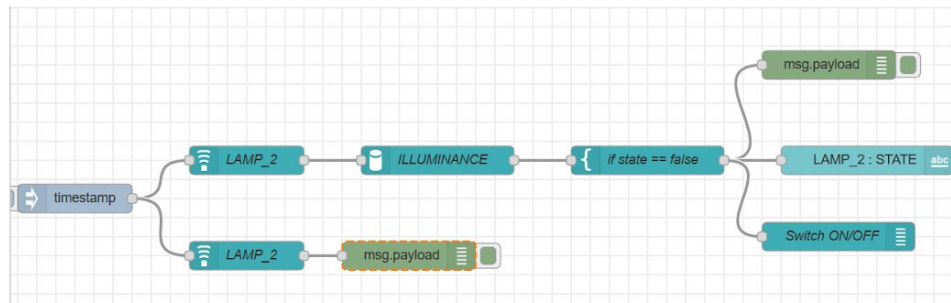 msg.payload
LAMP_2
ILLUMINANCE
{ if state == false
LAMP_2 : STATE
abc
timestamp
Switch ON/OFF
LAMP_2
msg.payload